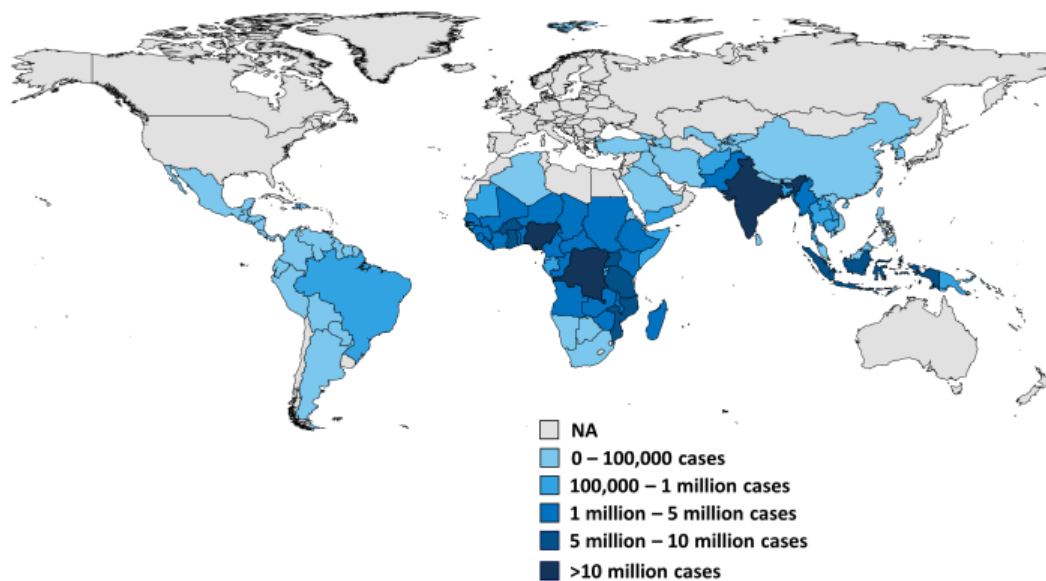 NA
0 – 100,000 cases
100,000 – 1 million cases
1 million – 5 million cases
5 million – 10 million cases
>10 million cases